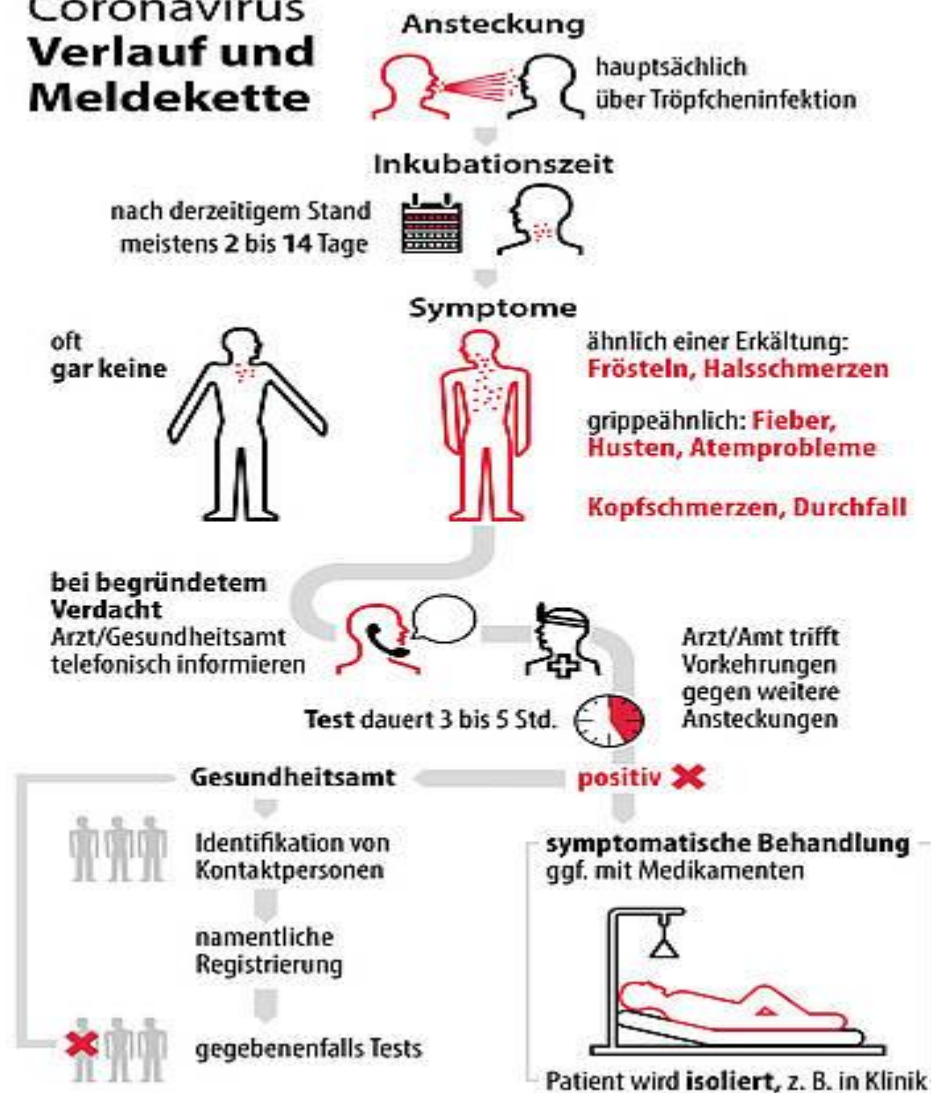 Coronavirus
Verlauf und
Meldekette
Ansteckung
hauptsächlich
über Tröpfcheninfektion
Inkubationszeit
nach derzeitigem Stand
meistens 2 bis 14 Tage
Symptome
oft
gar keine
ähnlich einer Erkältung:
Frösteln, Halsschmerzen
grippeähnlich: Fieber,
Husten, Atemprobleme
Kopfschmerzen, Durchfall
bei begründetem
Verdacht
Arzt/Gesundheitsamt
telefonisch informieren
Arzt/Amt trifft
Vorkehrungen
gegen weitere
Ansteckungen
Test dauert 3 bis 5 Std.
positiv
Gesundheitsamt
Identifikation von
Kontaktpersonen
namentliche
Registrierung
gegebenenfalls Tests
symptomatische Behandlung
ggf. mit Medikamenten
Patient wird isoliert, z. B. in Klinik